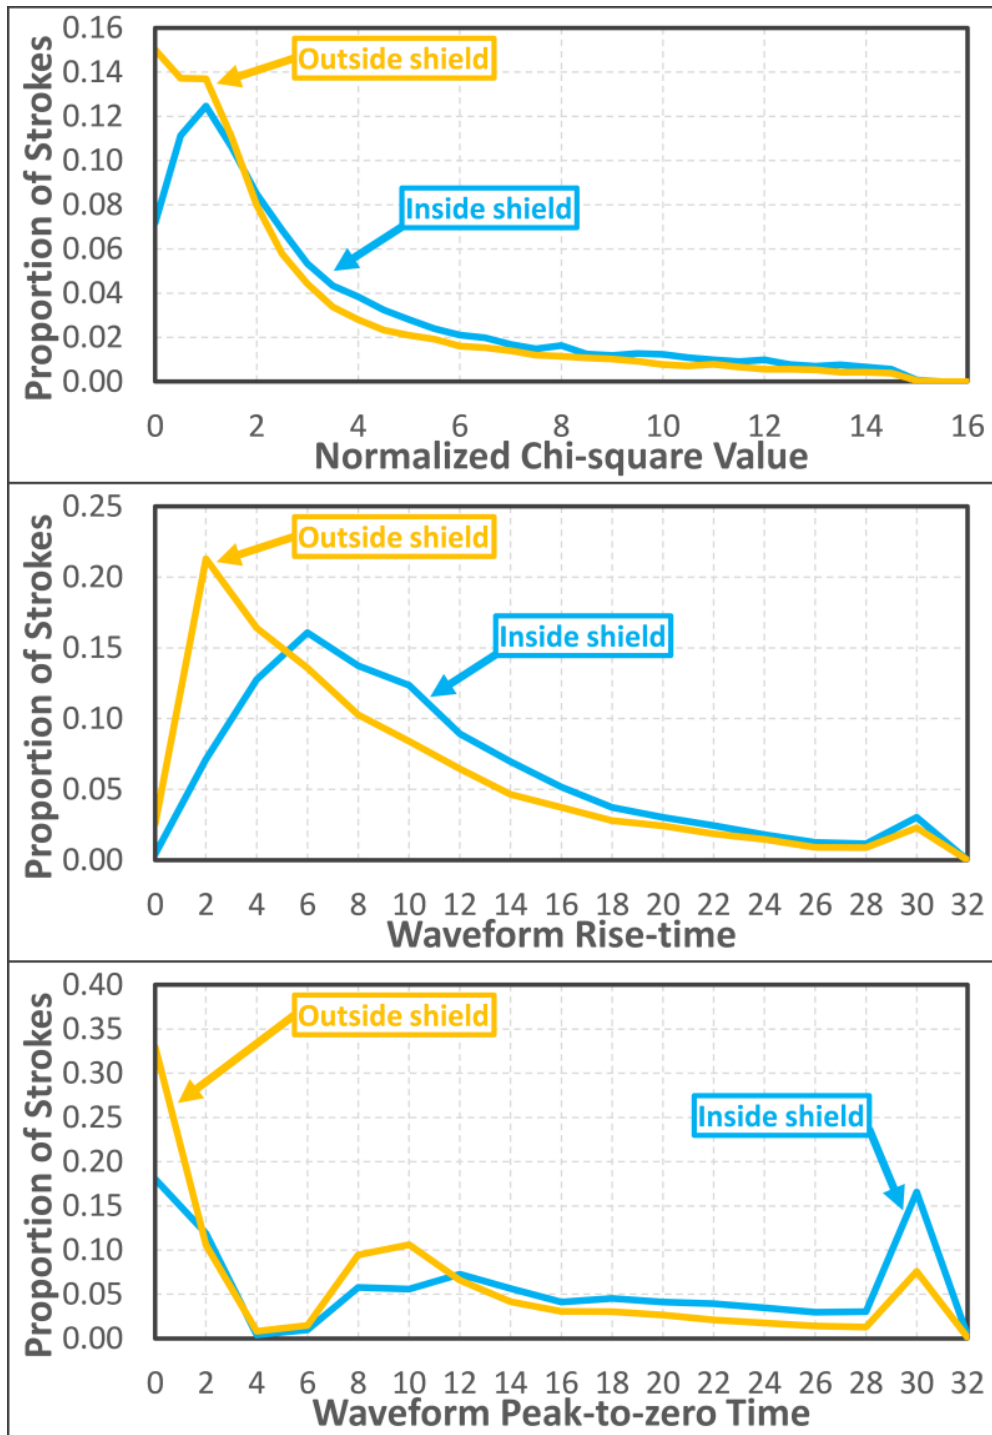 Proportion of Strokes
0.16
0.14
0.12
0.10
0.08
0.06
0.04
0.02
0.00
Outside shield
Inside shield
0 2 4 6 8 10 12 14 16
Normalized Chi-square Value
Proportion of Strokes
0.25
0.20
0.15
0.10
0.05
0.00
Outside shield
Inside shield
0 2 4 6 8 10 12 14 16 18 20 22 24 26 28 30 32
Waveform Rise-time
Proportion of Strokes
0.40
0.35
0.30
0.25
0.20
0.15
0.10
0.05
0.00
Outside shield
Inside shield
0 2 4 6 8 10 12 14 16 18 20 22 24 26 28 30 32
Waveform Peak-to-zero Time